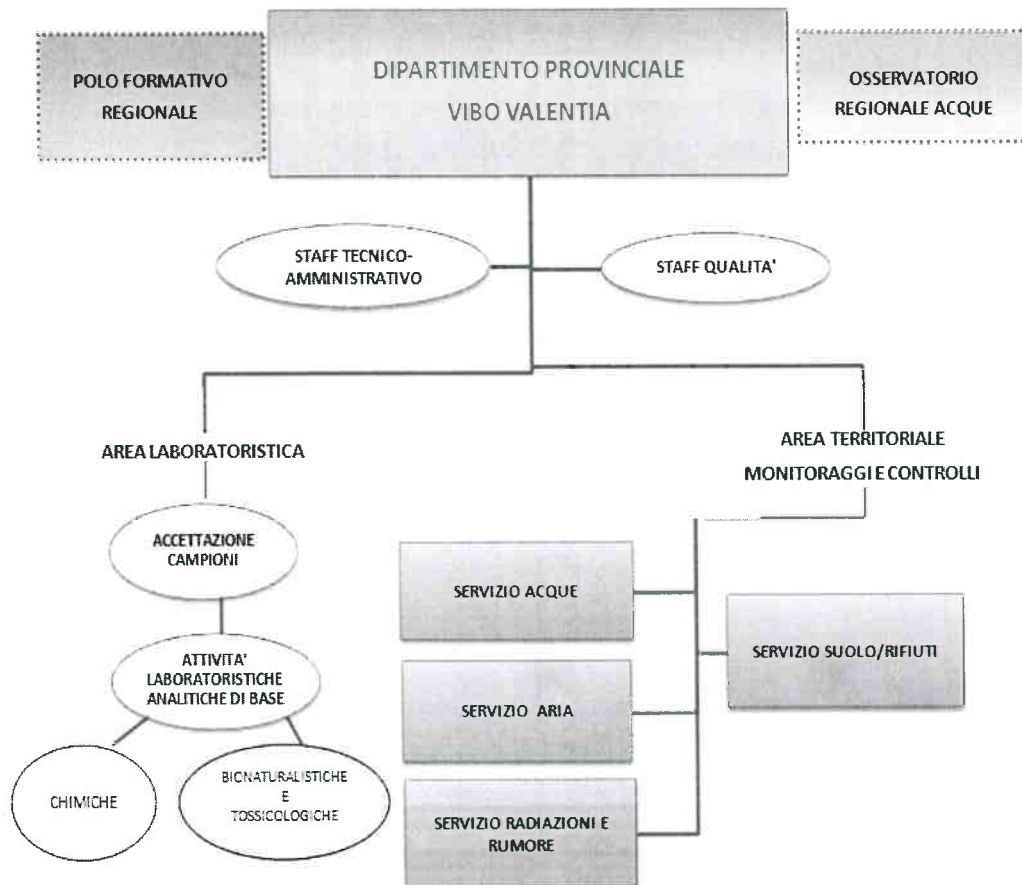 POLO FORMATIVO
REGIONALE
DIPARTIMENTO PROVINCIALE
VIBO VALENTIA
OSSERVATORIO
REGIONALE ACQUE
STAFF TECNICO-
AMMINISTRATIVO
STAFF QUALITA'
AREA LABORATORISTICA
AREA TERRITORIALE
MONITORAGGI E CONTROLLI
ACCETTAZIONE
CAMPIONI
ATTIVITA'
LABORATORISTICHE
ANALITICHE DI BASE
CHIMICHE
BIONATURALISTICHE
E
TOSSICOLOGICHE
SERVIZIO ACQUE
SERVIZIO SUOLO/RIFIUTI
SERVIZIO ARIA
SERVIZIO RADIAZIONI E
RUMORE